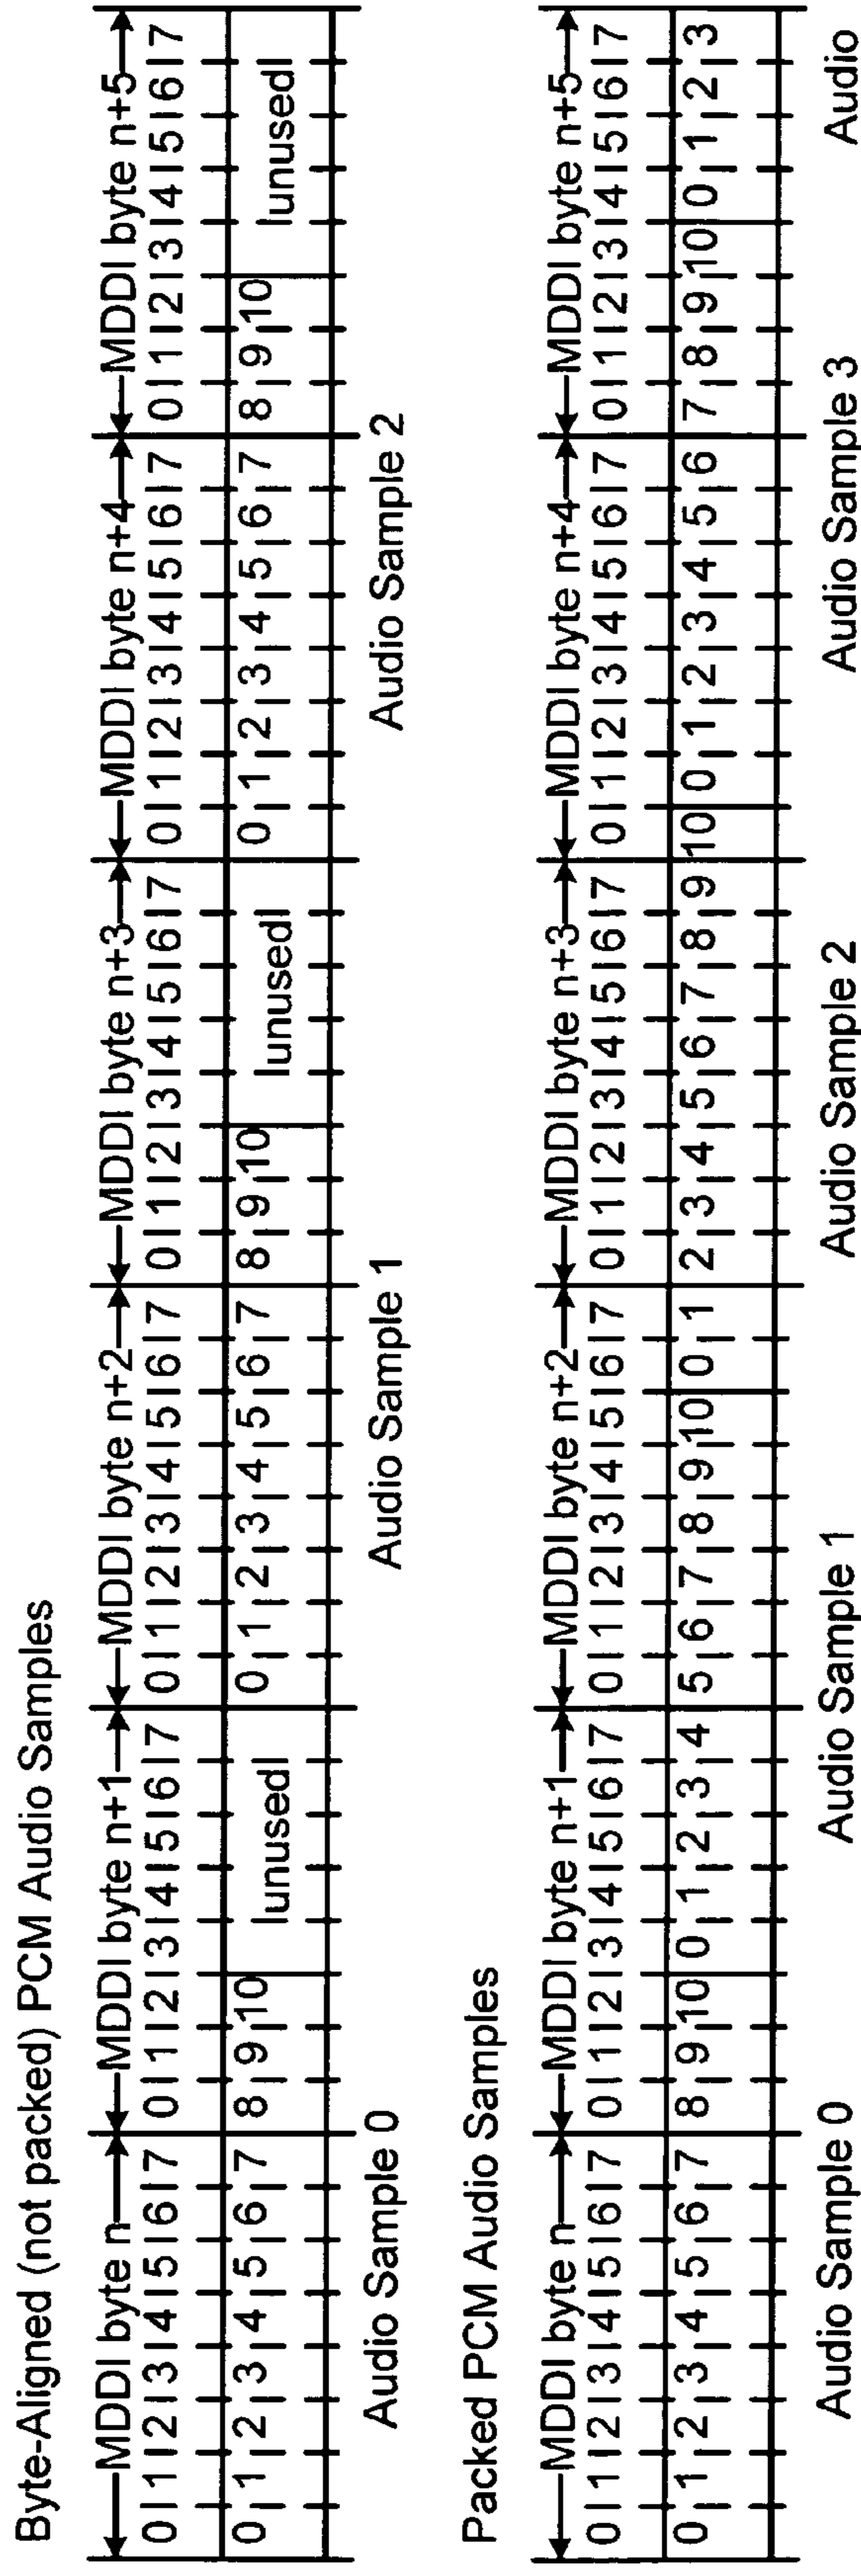 Byte-Aligned (not packed) PCM Audio Samples
MDDI byte n MDDI byte n+1 MDDI byte n+2 MDDI byte n+3 MDDI byte n+4 MDDI byte n+5
0 1 2 3 4 5 6 7 0 1 2 3 4 5 6 7 0 1 2 3 4 5 6 7 0 1 2 3 4 5 6 7 0 1 2 3 4 5 6 7 0 1 2 3 4 5 6 7
0 1 2 3 4 5 6 7 8 9 10 unused 0 1 2 3 4 5 6 7 8 9 10 unused 0 1 2 3 4 5 6 7 8 9 10 unused
Audio Sample 0 Audio Sample 1 Audio Sample 2
Packed PCM Audio Samples
MDDI byte n MDDI byte n+1 MDDI byte n+2 MDDI byte n+3 MDDI byte n+4 MDDI byte n+5
0 1 2 3 4 5 6 7 0 1 2 3 4 5 6 7 0 1 2 3 4 5 6 7 0 1 2 3 4 5 6 7 0 1 2 3 4 5 6 7 0 1 2 3 4 5 6 7
0 1 2 3 4 5 6 7 8 9 10 0 1 2 3 4 5 6 7 8 9 10 0 1 2 3 4 5 6 7 8 9 10 0 1 2 3 4 5 6 7 8 9 10 0 1 2 3
Audio Sample 0 Audio Sample 1 Audio Sample 2 Audio Sample 3 Audio